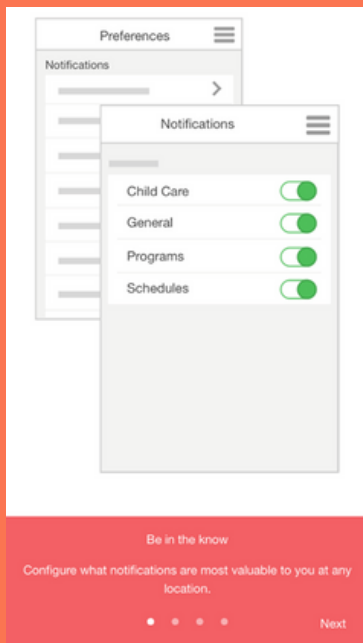 Preferences
Notifications
Notifications
Child Care
General
Programs
Schedules
Be in the know
Configure what notifications are most valuable to you at any
location.
Next